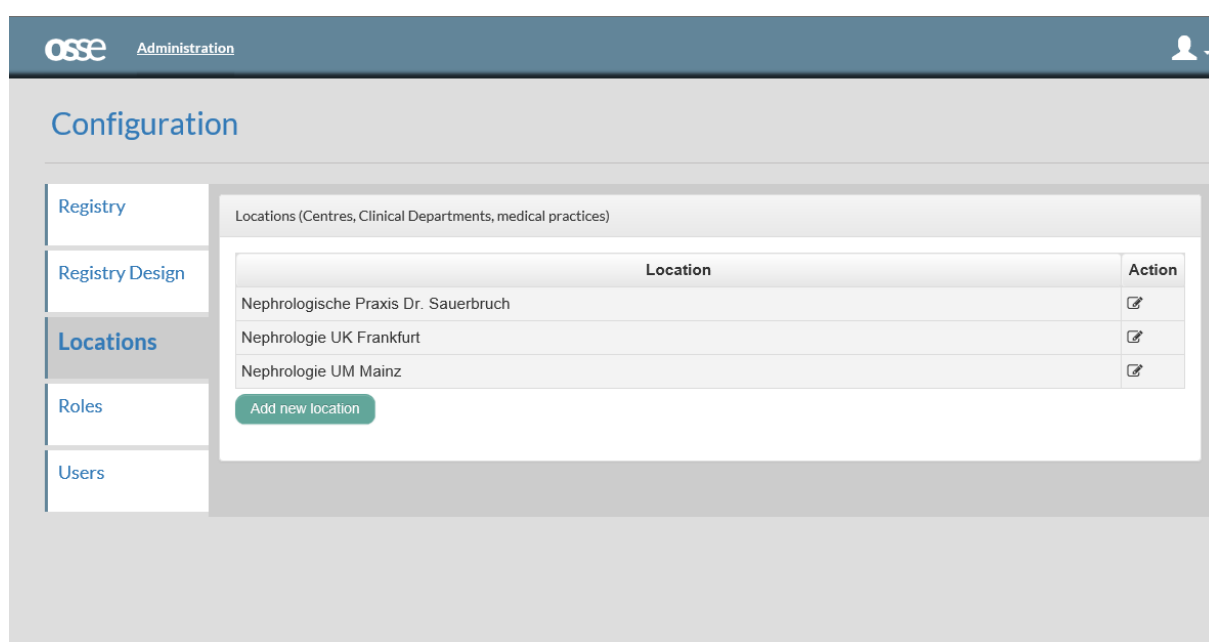 osse Administration
Configuration
Registry
Registry Design
Locations
Roles
Users
Locations (Centres, Clinical Departments, medical practices)
Location Action
Nephrologische Praxis Dr. Sauerbruch
Nephrologie UK Frankfurt
Nephrologie UM Mainz
Add new location